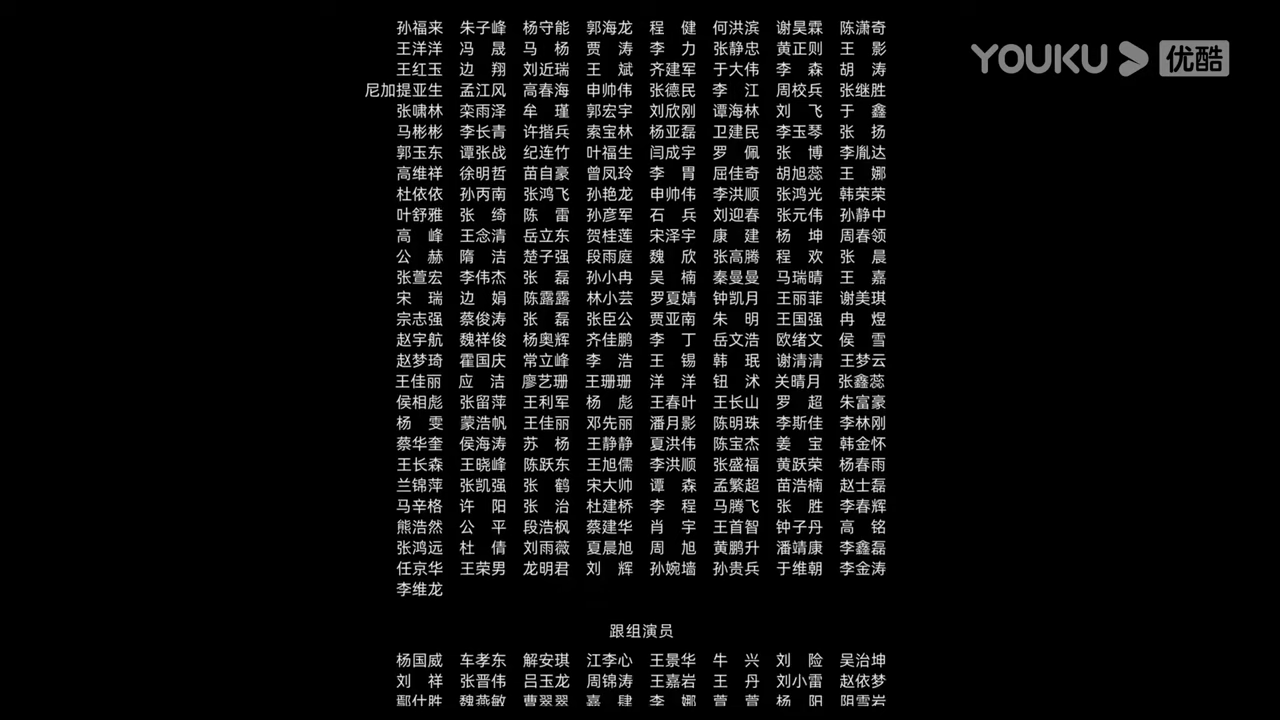 孙福来 朱子峰 杨守能 郭海龙 程 健 何洪滨 谢昊霖 陈潇奇
王洋洋 冯 晟 马 杨 贾 涛 李 力 张静忠 黄正则 王 影
YOUKU 优酷
王红玉 边 翔 刘近瑞 王 斌 齐建军 于大伟 李 森 胡 涛
尼加提亚生 孟江风 高春海 申帅伟 张德民 李 江 周校兵 张继胜
张啸林 栾雨泽 牟 瑾 郭宏宇 刘欣刚 谭海林 刘 飞 于 鑫
马彬彬 李长青 许揩兵 索宝林 杨亚磊 卫建民 李玉琴 张 扬
郭玉东 谭张战 纪连竹 叶福生 闫成宇 罗 佩 张 博 李胤达
高维祥 徐明哲 苗自豪 曾凤玲 李 胄 屈佳奇 胡旭蕊 王 娜
杜依依 孙丙南 张鸿飞 孙艳龙 申帅伟 李洪顺 张鸿光 韩荣荣
叶舒雅 张 绮 陈 雷 孙彦军 石 兵 刘迎春 张元伟 孙静中
高 峰 王念清 岳立东 贺桂莲 宋泽宇 康 建 杨 坤 周春领
公 赫 隋 洁 楚子强 段雨庭 魏 欣 张高腾 程 欢 张 晨
张萱宏 李伟杰 张 磊 孙小冉 吴 楠 秦曼曼 马瑞晴 王 嘉
宋 瑞 边 娟 陈露露 林小芸 罗夏婧 钟凯月 王丽菲 谢美琪
宗志强 蔡俊涛 张 磊 张臣公 贾亚南 朱 明 王国强 冉 煜
赵宇航 魏祥俊 杨奥辉 齐佳鹏 李 丁 岳文浩 欧绪文 侯 雪
赵梦琦 霍国庆 常立峰 李 浩 王 锡 韩 珉 谢清清 王梦云
王佳丽 应 洁 廖艺珊 王珊珊 洋 洋 钮 沭 关晴月 张鑫蕊
侯相彪 张留萍 王利军 杨 彪 王春叶 王长山 罗 超 朱富豪
杨 雯 蒙浩帆 王佳丽 邓先丽 潘月影 陈明珠 李斯佳 李林刚
蔡华奎 侯海涛 苏 杨 王静静 夏洪伟 陈宝杰 姜 宝 韩金怀
王长森 王晓峰 陈跃东 王旭儒 李洪顺 张盛福 黄跃荣 杨春雨
兰锦萍 张凯强 张 鹤 宋大帅 谭 森 孟繁超 苗浩楠 赵士磊
马辛格 许 阳 张 治 杜建桥 李 程 马腾飞 张 胜 李春辉
熊浩然 公 平 段浩枫 蔡建华 肖 宇 王首智 钟子丹 高 铭
张鸿远 杜 倩 刘雨薇 夏晨旭 周 旭 黄鹏升 潘靖康 李鑫磊
任京华 王荣男 龙明君 刘 辉 孙婉墙 孙贵兵 于维朝 李金涛
李维龙
跟组演员
杨国威 车孝东 解安琪 江李心 王景华 牛 兴 刘 险 吴治坤
刘 祥 张晋伟 吕玉龙 周锦涛 王嘉岩 王 丹 刘小雷 赵依梦
鄢仕胜 魏燕敏 曹翠翠 嘉 肆 李 娜 萱 萱 杨 阳 阴雪岩